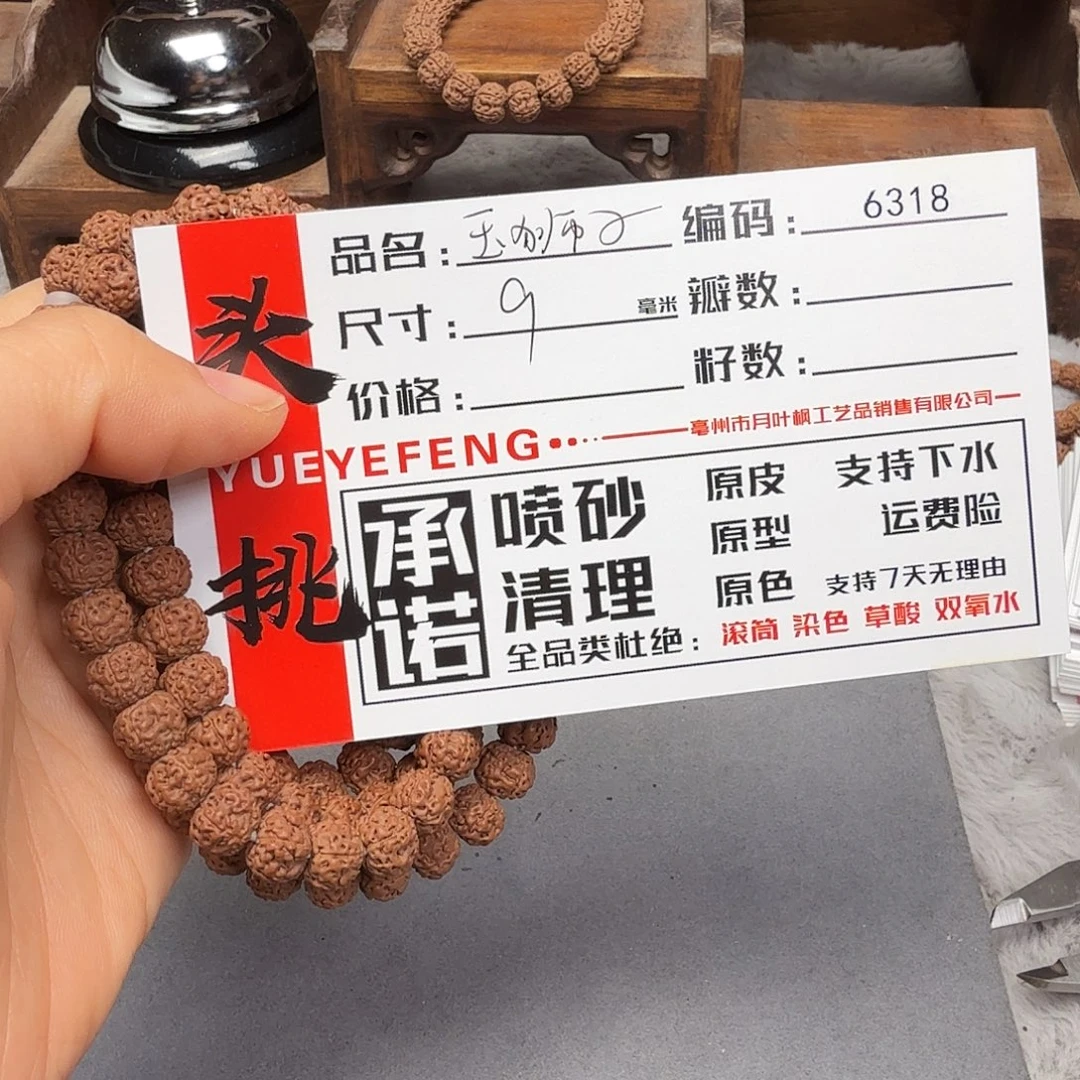 头挑
品名：玉狮子 编码：6318
尺寸：9毫米 瓣数：
价格： 籽数：
YUEYEFENG
亳州市月叶枫工艺品销售有限公司
承诺
喷砂
清理
原皮 支持下水
原型 运费险
原色 支持7天无理由
全品类杜绝：滚筒 染色 草酸 双氧水